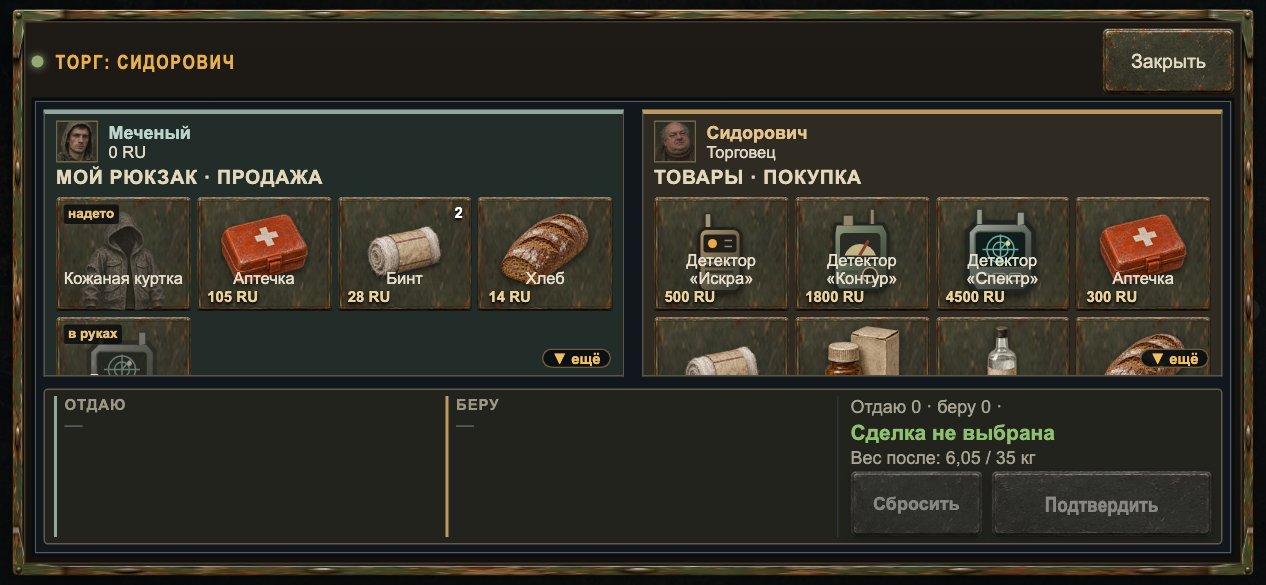 ТОРГ: СИДОРОВИЧ
Закрыть
Меченый
0 RU
МОЙ РЮКЗАК · ПРОДАЖА
надето
Кожаная куртка
Аптечка
105 RU
2
Бинт
28 RU
Хлеб
14 RU
в руках
▼ ещё
Сидорович
Торговец
ТОВАРЫ · ПОКУПКА
Детектор
«Искра»
500 RU
Детектор
«Контур»
1800 RU
Детектор
«Спектр»
4500 RU
Аптечка
300 RU
▼ ещё
ОТДАЮ
—
БЕРУ
—
Отдаю 0 · беру 0 ·
Сделка не выбрана
Вес после: 6,05 / 35 кг
Сбросить
Подтвердить